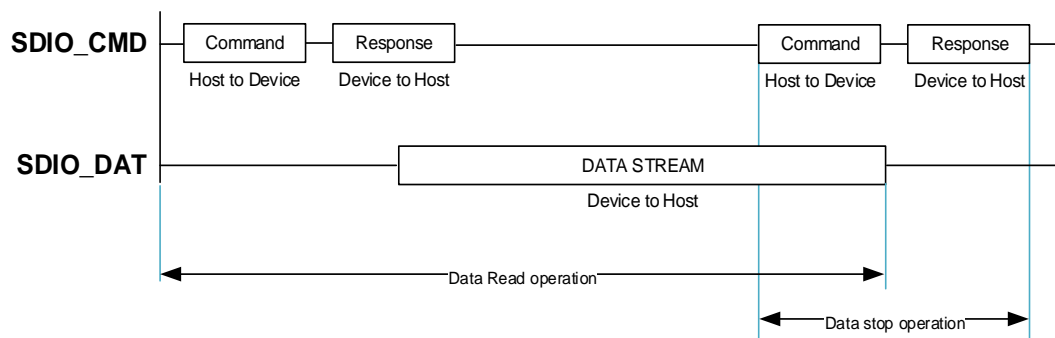 SDIO_CMD
Command
Response
Command
Response
Host to Device
Device to Host
Host to Device
Device to Host
SDIO_DAT
DATA STREAM
Device to Host
Data Read operation
Data stop operation